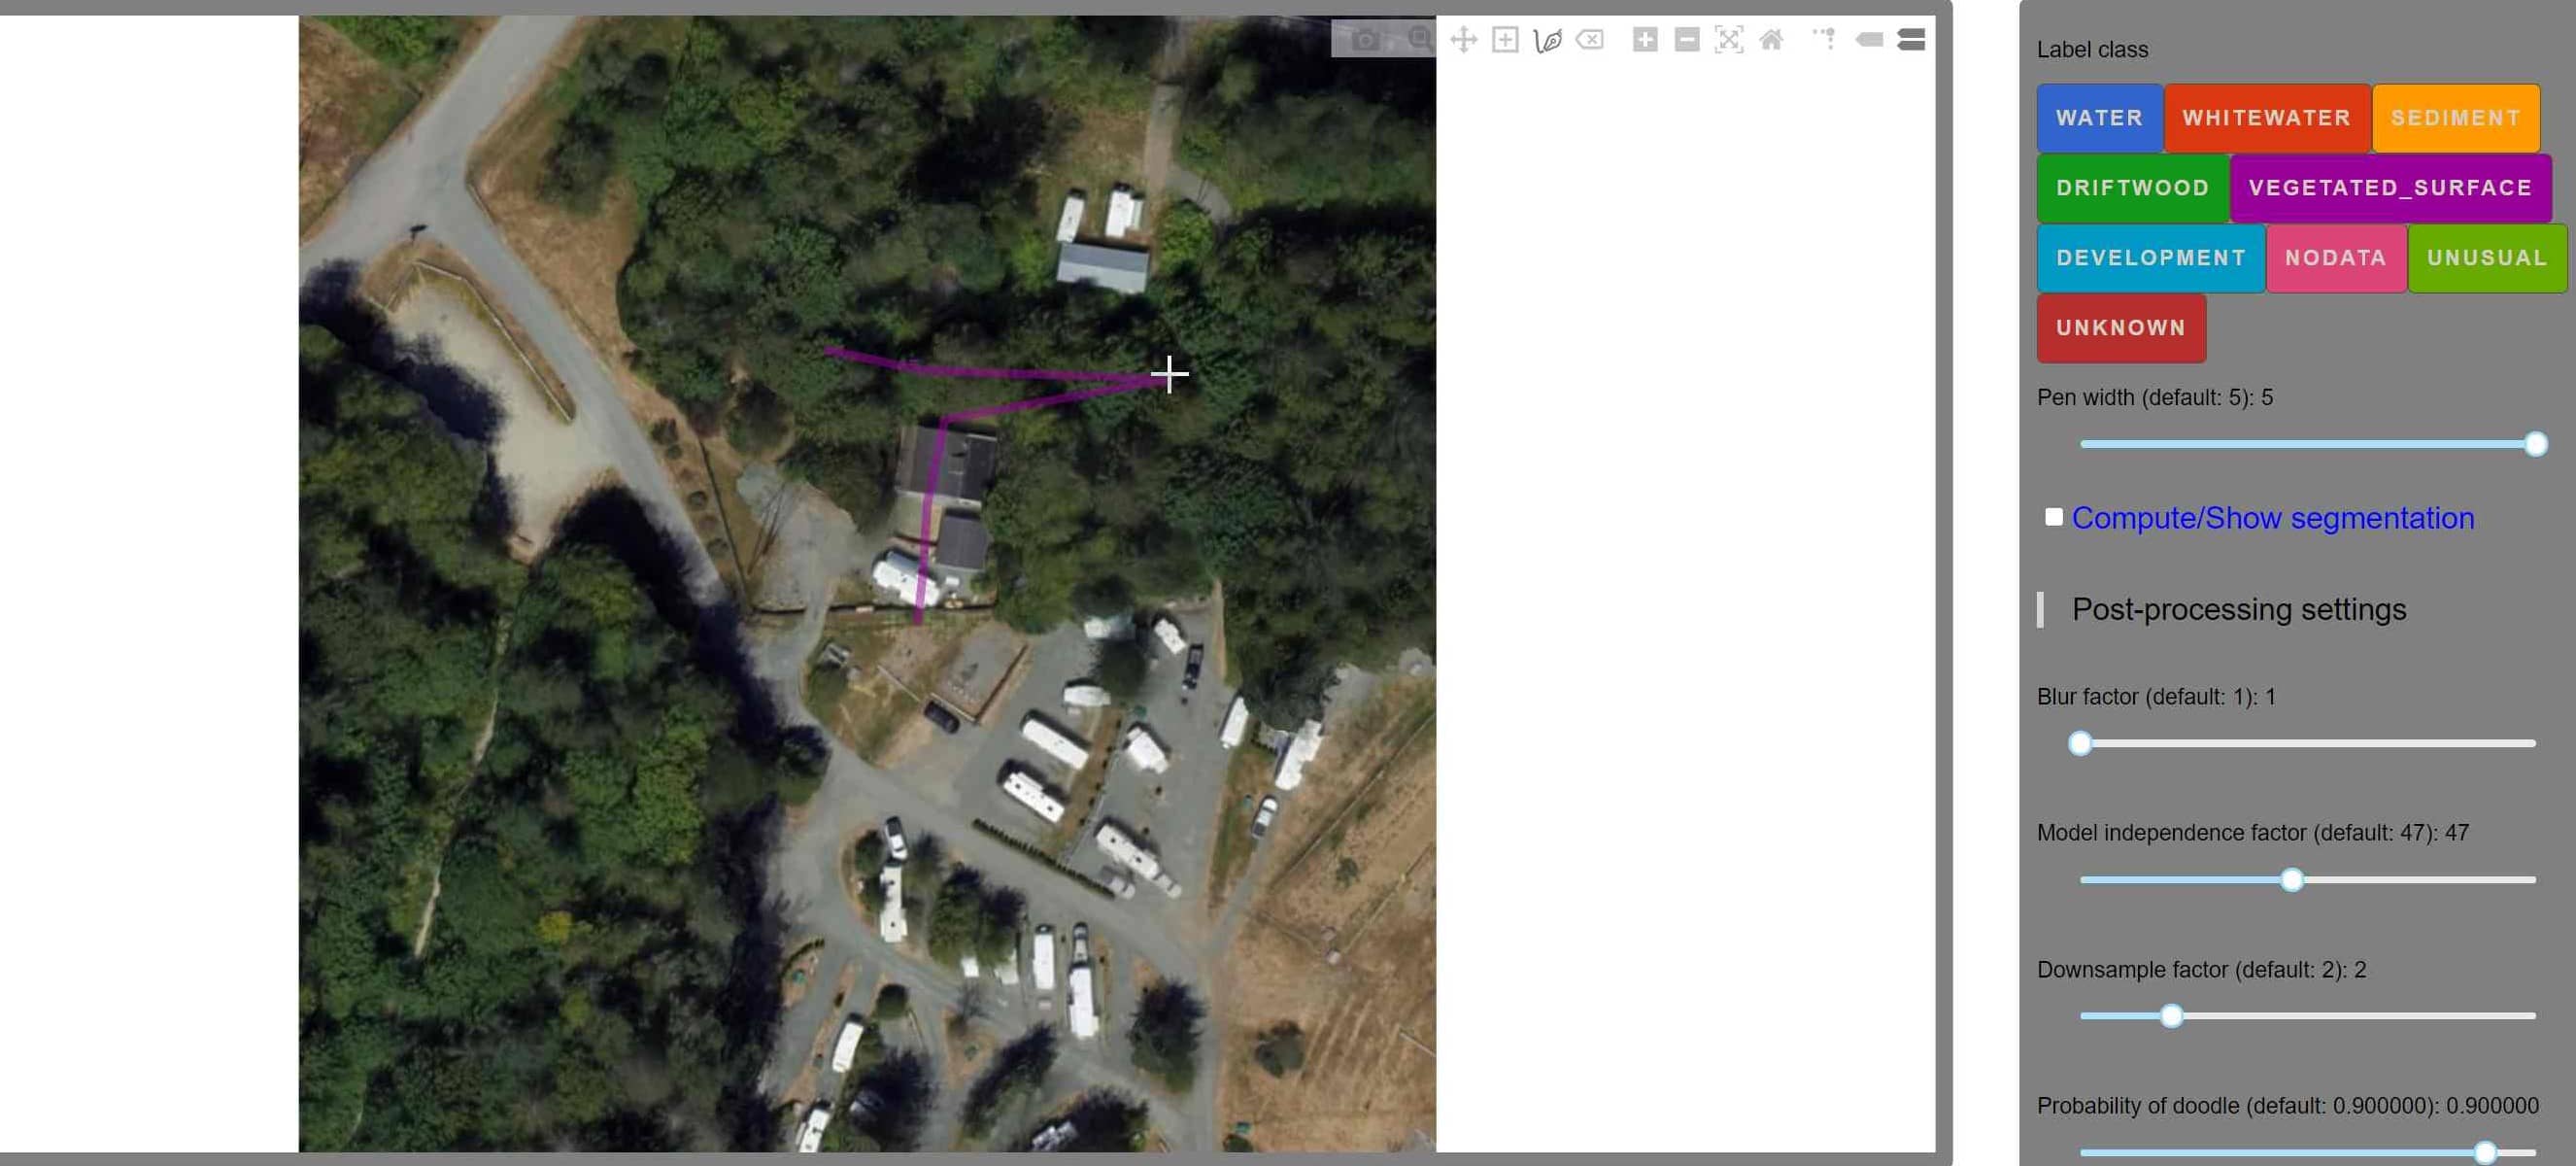 Label class
WATER WHITEWATER SEDIMENT
DRIFTWOOD VEGETATED_SURFACE
DEVELOPMENT NODATA UNUSUAL
UNKNOWN
Pen width (default: 5): 5
Compute/Show segmentation
Post-processing settings
Blur factor (default: 1): 1
Model independence factor (default: 47): 47
Downsample factor (default: 2): 2
Probability of doodle (default: 0.900000): 0.900000